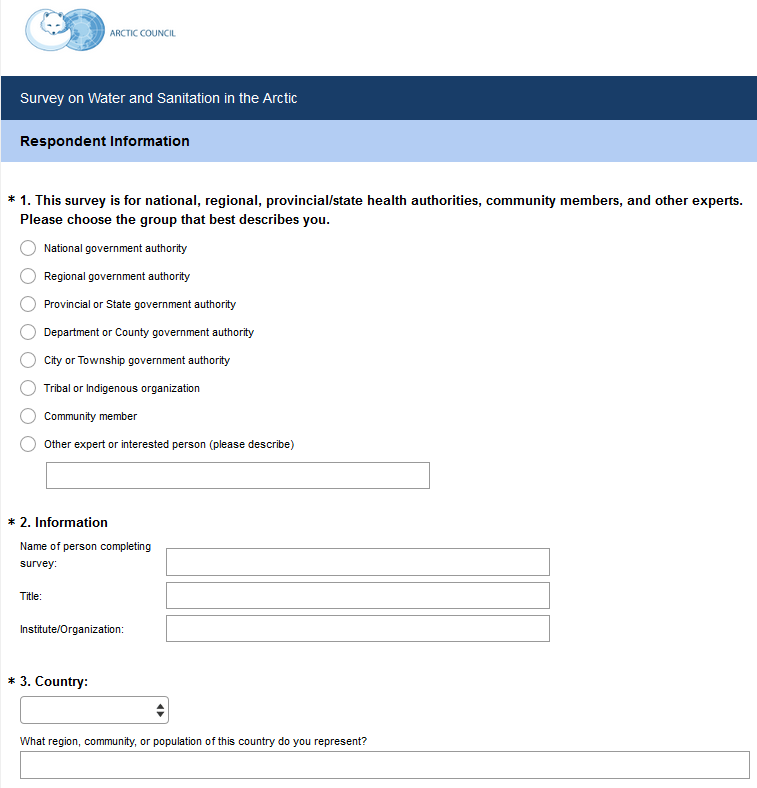 ARCTIC COUNCIL
Survey on Water and Sanitation in the Arctic
Respondent Information
* 1. This survey is for national, regional, provincial/state health authorities, community members, and other experts.
Please choose the group that best describes you.
National government authority
Regional government authority
Provincial or State government authority
Department or County government authority
City or Township government authority
Tribal or Indigenous organization
Community member
Other expert or interested person (please describe)
* 2. Information
Name of person completing
survey:
Title:
Institute/Organization:
* 3. Country:
What region, community, or population of this country do you represent?